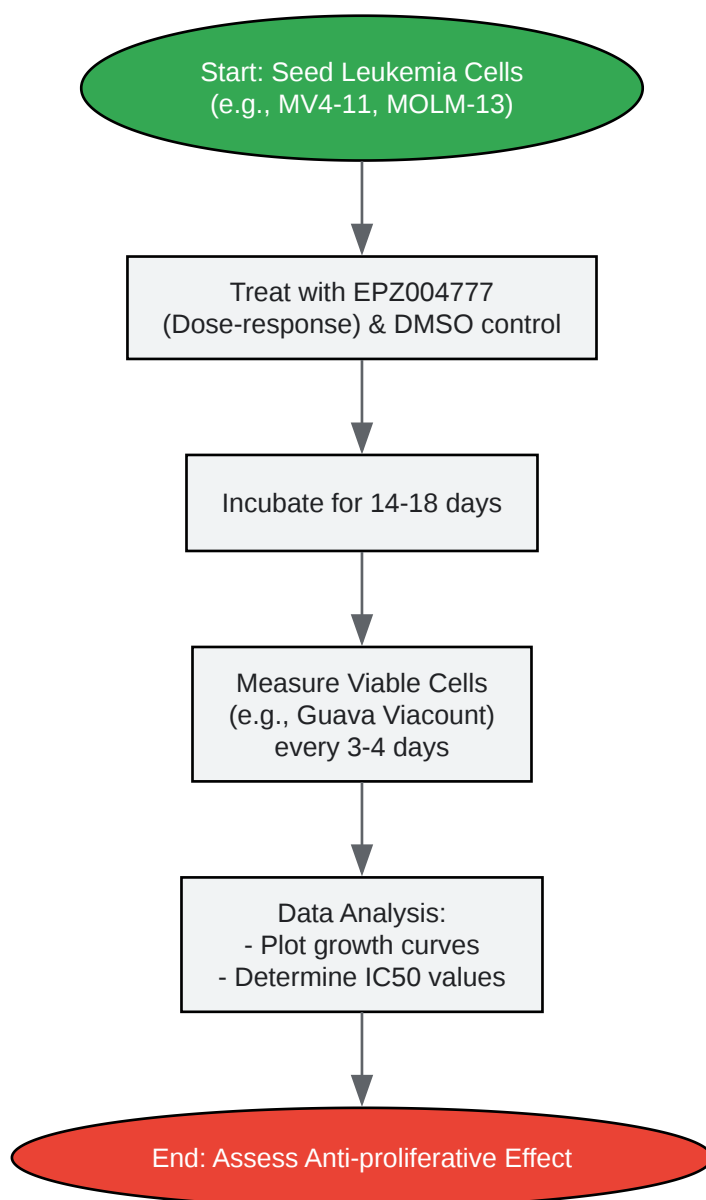 Start: Seed Leukemia Cells
(e.g., MV4-11, MOLM-13)
Treat with EPZ004777
(Dose-response) & DMSO control
Incubate for 14-18 days
Measure Viable Cells
(e.g., Guava Viacount)
every 3-4 days
Data Analysis:
- Plot growth curves
- Determine IC50 values
End: Assess Anti-proliferative Effect